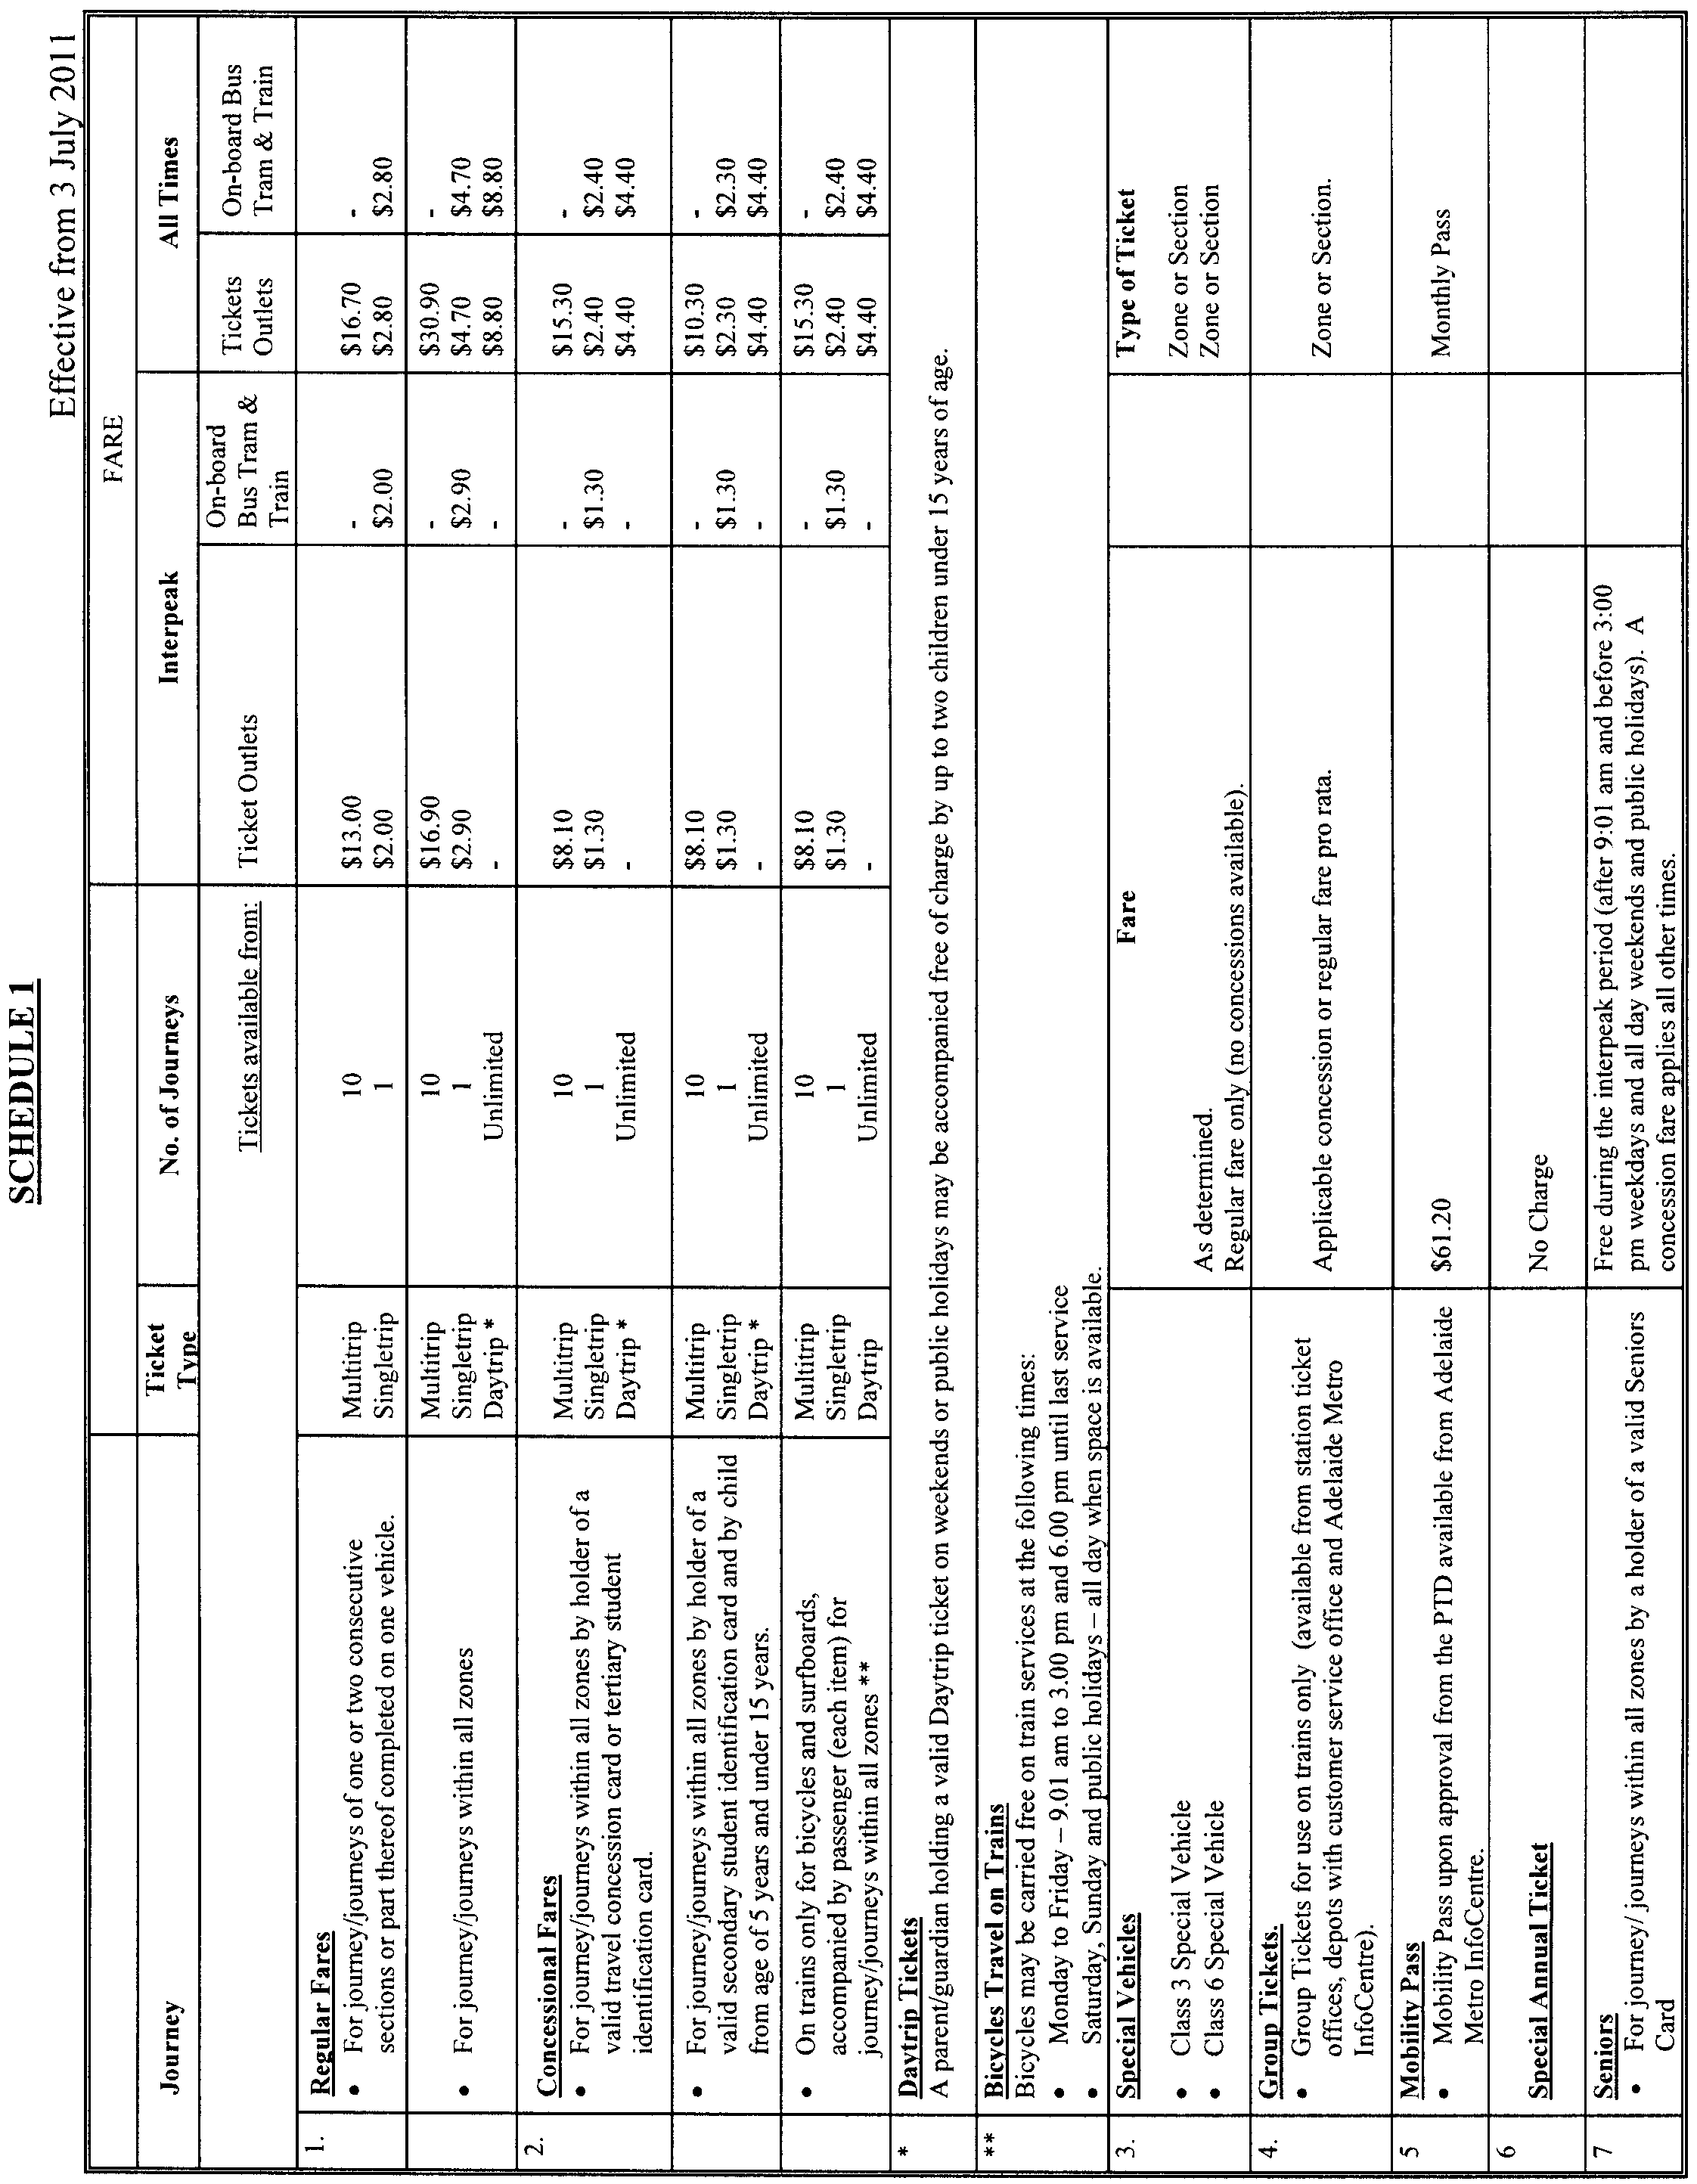 SCHEDULE 1
Effective from 3 July 2011
FARE
Journey
Ticket
Type
No. of Journeys
Interpeak
All Times
Tickets available from:
Ticket Outlets
On-board
Bus Tram &
Train
Tickets
Outlets
On-board Bus
Tram & Train
1.
Regular Fares
• For journey/journeys of one or two consecutive
sections or part thereof completed on one vehicle.
Multitrip 10 $13.00 - $16.70 -
Singletrip 1 $2.00 $2.00 $2.80 $2.80
• For journey/journeys within all zones
Multitrip 10 $16.90 - $30.90 -
Singletrip 1 $2.90 $2.90 $4.70 $4.70
Daytrip * Unlimited - - $8.80 $8.80
2.
Concessional Fares
• For journey/journeys within all zones by holder of a
valid travel concession card or tertiary student
identification card.
Multitrip 10 $8.10 - $15.30 -
Singletrip 1 $1.30 $1.30 $2.40 $2.40
Daytrip * Unlimited - - $4.40 $4.40
• For journey/journeys within all zones by holder of a
valid secondary student identification card and by child
from age of 5 years and under 15 years.
Multitrip 10 $8.10 - $10.30 -
Singletrip 1 $1.30 $1.30 $2.30 $2.30
Daytrip * Unlimited - - $4.40 $4.40
• On trains only for bicycles and surfboards,
accompanied by passenger (each item) for
journey/journeys within all zones **
Multitrip 10 $8.10 - $15.30 -
Singletrip 1 $1.30 $1.30 $2.40 $2.40
Daytrip Unlimited - - $4.40 $4.40
*
Daytrip Tickets
A parent/guardian holding a valid Daytrip ticket on weekends or public holidays may be accompanied free of charge by up to two children under 15 years of age.
**
Bicycles Travel on Trains
Bicycles may be carried free on train services at the following times:
• Monday to Friday – 9.01 am to 3.00 pm and 6.00 pm until last service
• Saturday, Sunday and public holidays – all day when space is available.
3.
Special Vehicles
Fare
Type of Ticket
• Class 3 Special Vehicle
As determined.
Zone or Section
• Class 6 Special Vehicle
Regular fare only (no concessions available).
Zone or Section
4.
Group Tickets.
• Group Tickets for use on trains only (available from station ticket
offices, depots with customer service office and Adelaide Metro
InfoCentre).
Applicable concession or regular fare pro rata.
Zone or Section.
5
Mobility Pass
• Mobility Pass upon approval from the PTD available from Adelaide
Metro InfoCentre.
$61.20
Monthly Pass
6
Special Annual Ticket
No Charge
7
Seniors
• For journey/ journeys within all zones by a holder of a valid Seniors
Card
Free during the interpeak period (after 9:01 am and before 3:00
pm weekdays and all day weekends and public holidays). A
concession fare applies all other times.